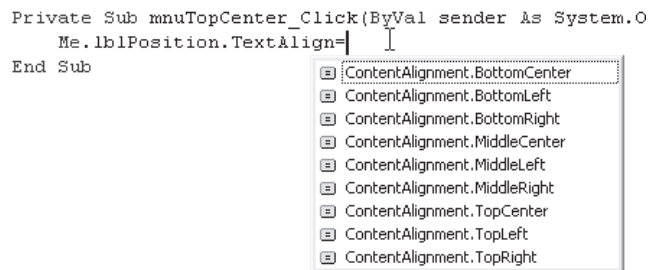 Private Sub mnuTopCenter_Click(ByVal sender As System.O
Me.lblPosition.TextAlign=
End Sub
ContentAlignment.BottomCenter
ContentAlignment.BottomLeft
ContentAlignment.BottomRight
ContentAlignment.MiddleCenter
ContentAlignment.MiddleLeft
ContentAlignment.MiddleRight
ContentAlignment.TopCenter
ContentAlignment.TopLeft
ContentAlignment.TopRight